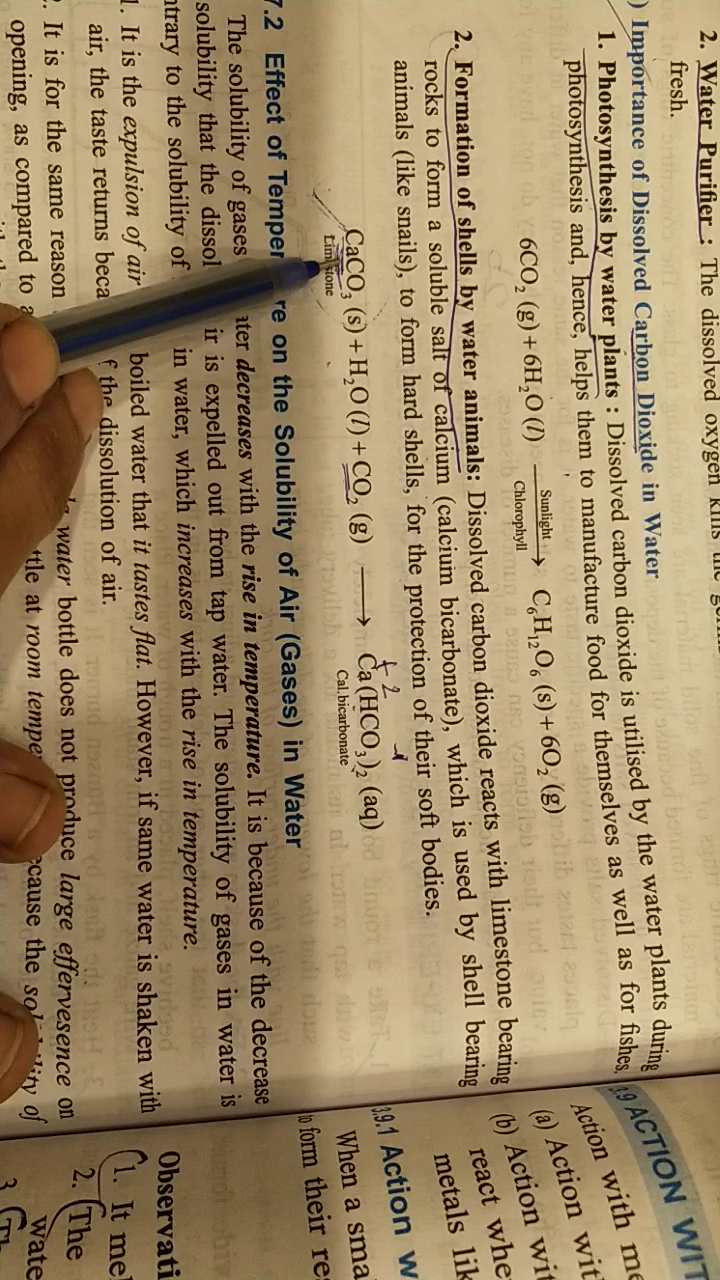 2. Water Purifier : The dissolved oxygen kills the
fresh.
) Importance of Dissolved Carbon Dioxide in Water
1. Photosynthesis by water plants : Dissolved carbon dioxide is utilised by the water plants during
photosynthesis and, hence, helps them to manufacture food for themselves as well as for fishes.
6CO₂ (g) + 6H₂O (l) Sunlight → Chlorophyll C₆H₁₂O₆ (s) + 6O₂ (g)
2. Formation of shells by water animals: Dissolved carbon dioxide reacts with limestone bearing
rocks to form a soluble salt of calcium (calcium bicarbonate), which is used by shell bearing
animals (like snails), to form hard shells, for the protection of their soft bodies.
+2 -1
CaCO₃ (s) + H₂O (l) + CO₂ (g) ⟶ Ca(HCO₃)₂ (aq)
Limestone Cal. bicarbonate
7.2 Effect of Temper re on the Solubility of Air (Gases) in Water
The solubility of gases ater decreases with the rise in temperature. It is because of the decrease
solubility that the dissol ir is expelled out from tap water. The solubility of gases in water is
ntrary to the solubility of in water, which increases with the rise in temperature.
1. It is the expulsion of air boiled water that it tastes flat. However, if same water is shaken with
air, the taste returns beca f the dissolution of air.
. It is for the same reason water bottle does not produce large effervesence on
opening, as compared to a ttle at room tempe ecause the solubility of
3.9 ACTION WIT
Action with me
(a) Action wit
(b) Action wit
react whe
metals lik
3.9.1 Action w
When a sma
to form their re
Observati
1. It me
2. The
wate
3.